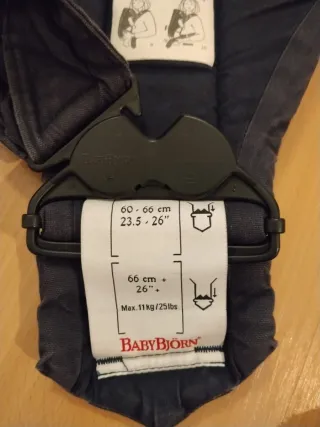 60 - 66 cm
23.5 - 26"
66 cm +
26" +
Max. 11kg/25lbs
BABYBJÖRN